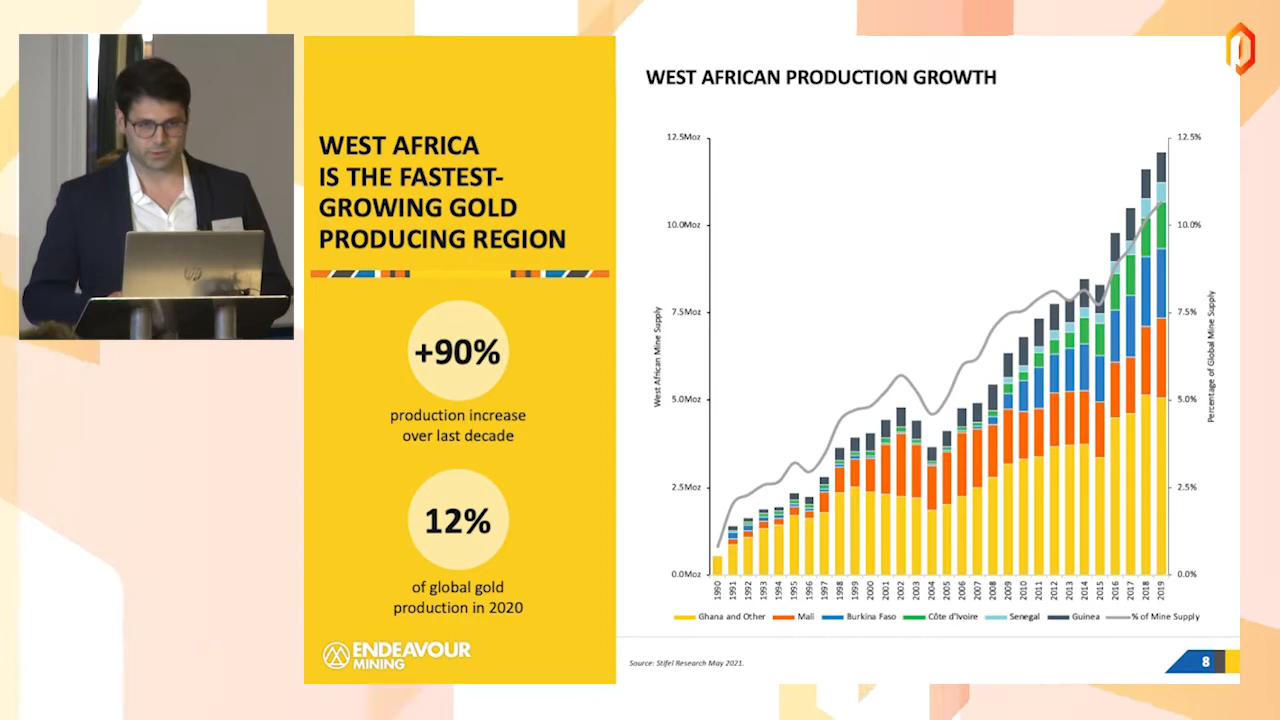 WEST AFRICA
IS THE FASTEST-
GROWING GOLD
PRODUCING REGION
+90%
production increase
over last decade
12%
of global gold
production in 2020
ENDEAVOUR
MINING
WEST AFRICAN PRODUCTION GROWTH
12.5Moz
10.0Moz
7.5Moz
5.0Moz
2.5Moz
0.0Moz
West African Mine Supply
12.5%
10.0%
7.5%
5.0%
2.5%
0.0%
Percentage of Global Mine Supply
1990 1991 1992 1993 1994 1995 1996 1997 1998 1999 2000 2001 2002 2003 2004 2005 2006 2007 2008 2009 2010 2011 2012 2013 2014 2015 2016 2017 2018 2019
Ghana and Other Mali Burkina Faso Côte d'Ivoire Senegal Guinea % of Mine Supply
Source: Stifel Research May 2021.
8
hp